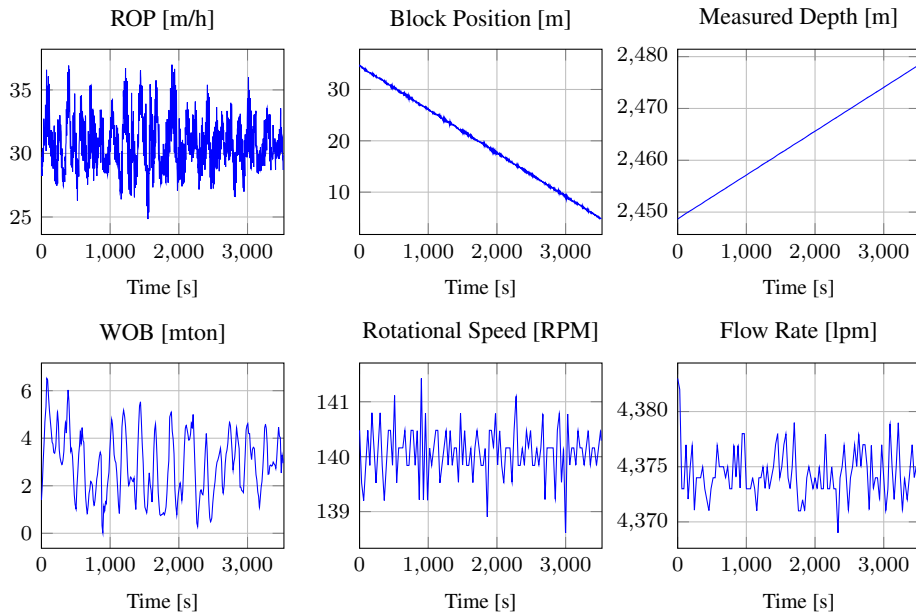 ROP [m/h] Block Position [m] Measured Depth [m]
35
30
25
0 1,000 2,000 3,000
Time [s]
30
20
10
0 1,000 2,000 3,000
Time [s]
2,480
2,470
2,460
2,450
0 1,000 2,000 3,000
Time [s]
WOB [mton] Rotational Speed [RPM] Flow Rate [lpm]
6
4
2
0
0 1,000 2,000 3,000
Time [s]
141
140
139
0 1,000 2,000 3,000
Time [s]
4,380
4,375
4,370
0 1,000 2,000 3,000
Time [s]